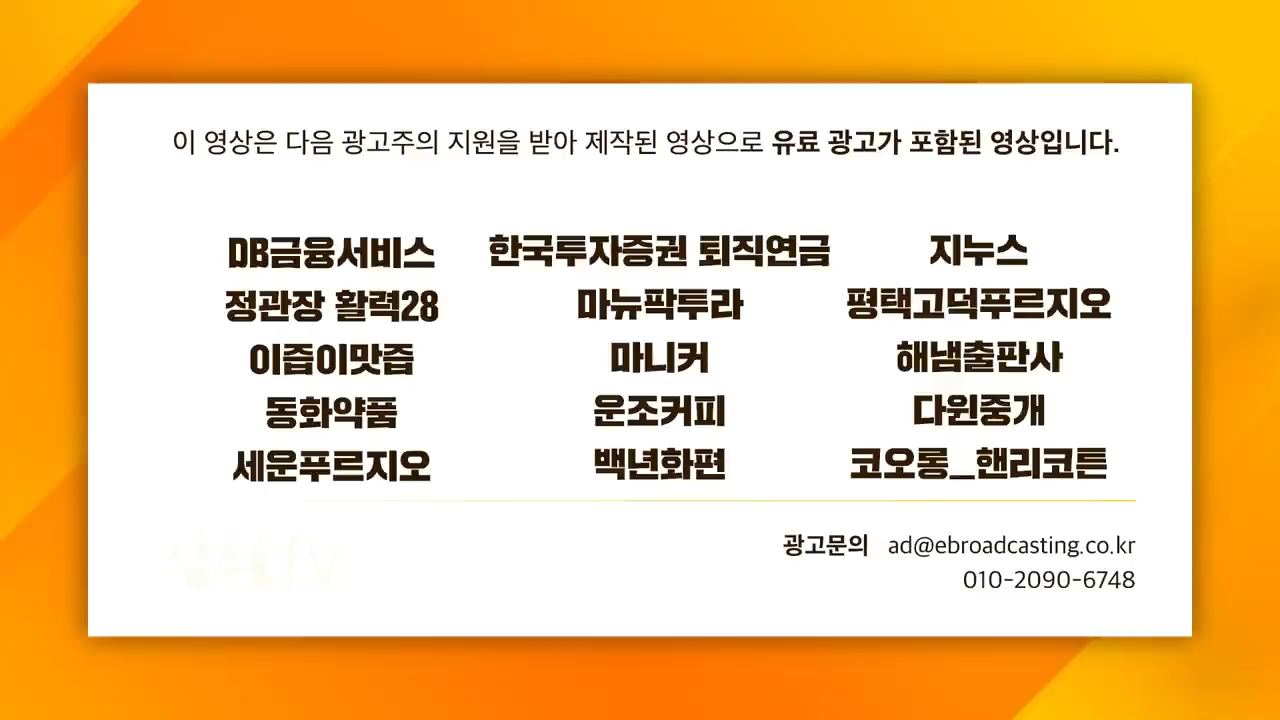 이 영상은 다음 광고주의 지원을 받아 제작된 영상으로 유료 광고가 포함된 영상입니다.
DB금융서비스 한국투자증권 퇴직연금 지누스
정관장 활력28 마뉴팍투라 평택고덕푸르지오
이즙이맛즙 마니커 해냄출판사
동화약품 운조커피 다윈중개
세운푸르지오 백년화편 코오롱_핸리코튼
광고문의 ad@ebroadcasting.co.kr
010-2090-6748